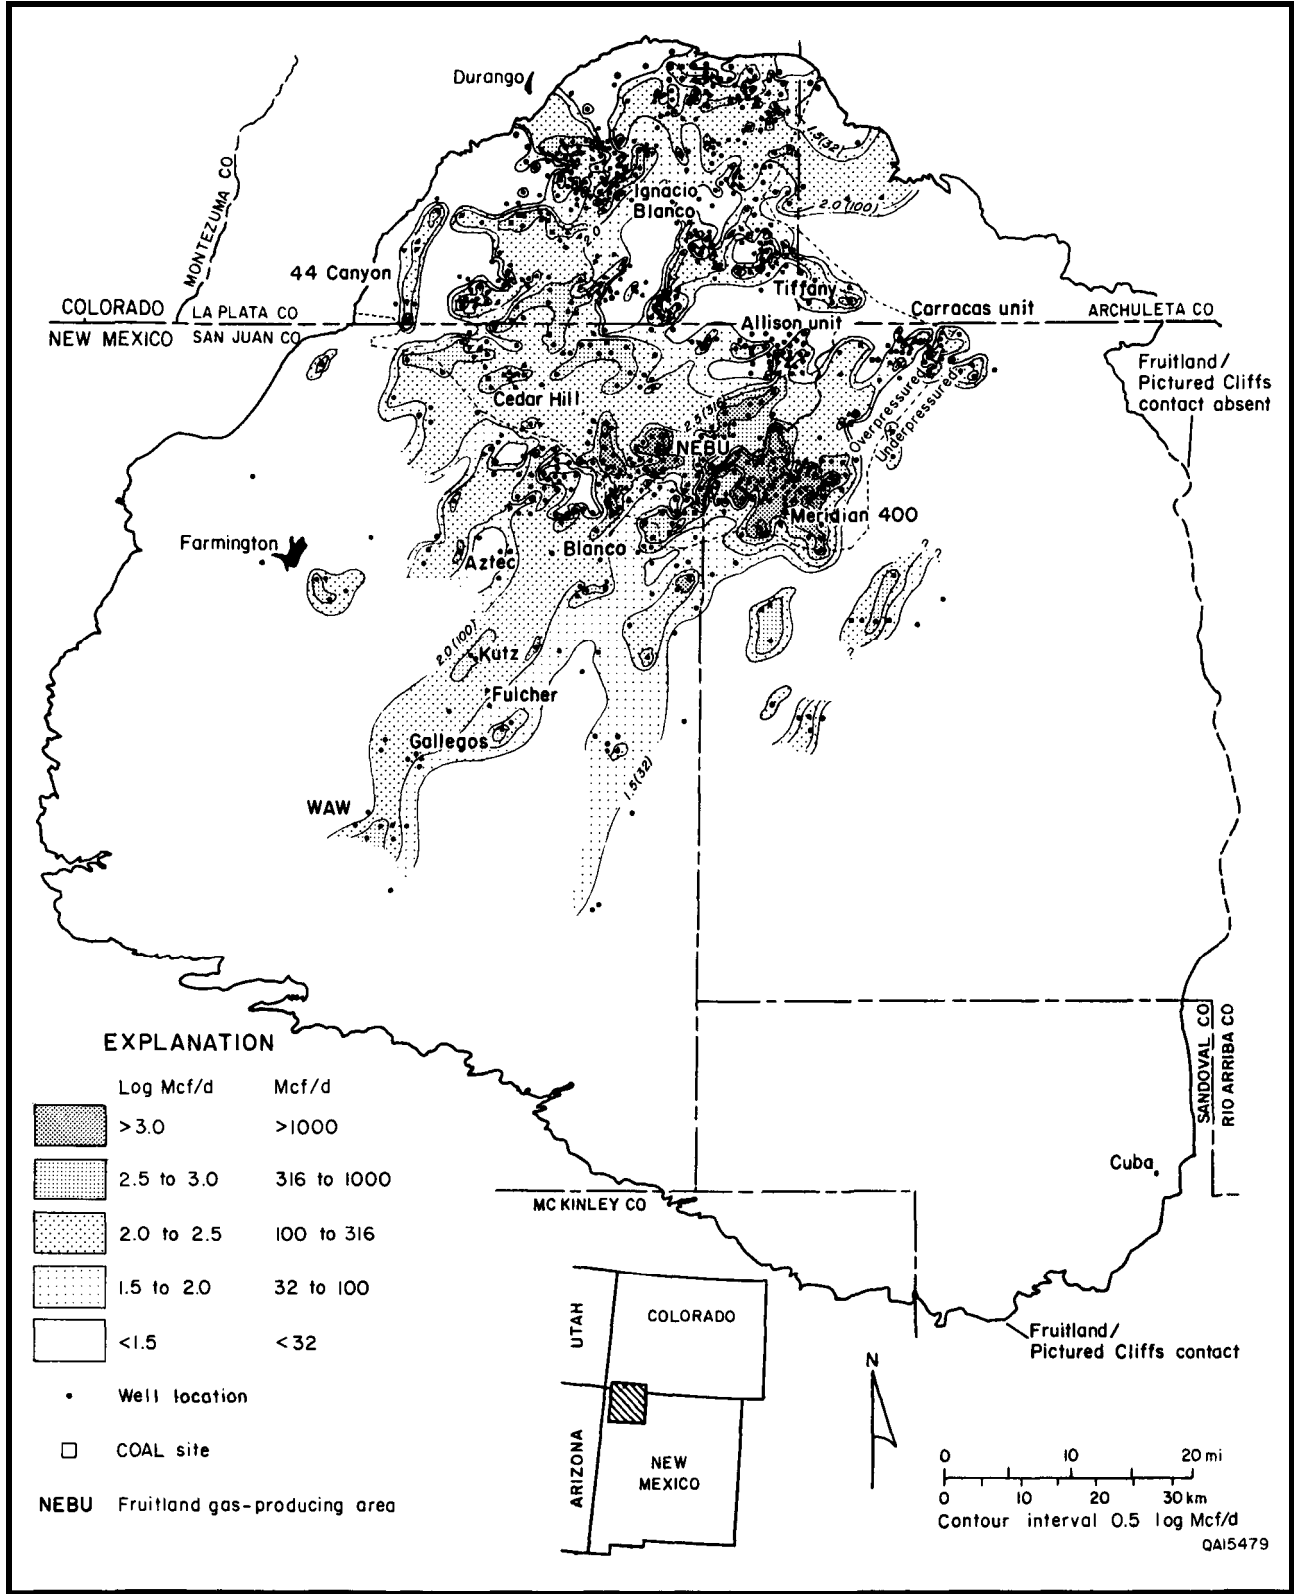 Durango
MONTEZUMA CO
1.5(32)
Ignacio
Blanco
2.0 (100)
2.0
44 Canyon
Tiffany
COLORADO
LA PLATA CO
Carracas unit
ARCHULETA CO
NEW MEXICO
SAN JUAN CO
Allison unit
Fruitland/
Pictured Cliffs
contact absent
Cedar Hill
2.5 (316)
Overpressured
Underpressured
NEBU
Meridian 400
Farmington
Aztec
Blanco
? ?
2.0 (100)
Kutz
?
Fulcher
Gallegos
1.5(32)
WAW
EXPLANATION
Log Mcf/d Mcf/d
>3.0 >1000
2.5 to 3.0 316 to 1000
2.0 to 2.5 100 to 316
1.5 to 2.0 32 to 100
<1.5 <32
Well location
COAL site
NEBU Fruitland gas-producing area
SANDOVAL CO
RIO ARRIBA CO
Cuba
MC KINLEY CO
Fruitland/
Pictured Cliffs contact
UTAH
COLORADO
ARIZONA
NEW
MEXICO
N
0 10 20 mi
0 10 20 30 km
Contour interval 0.5 log Mcf/d
QA15479